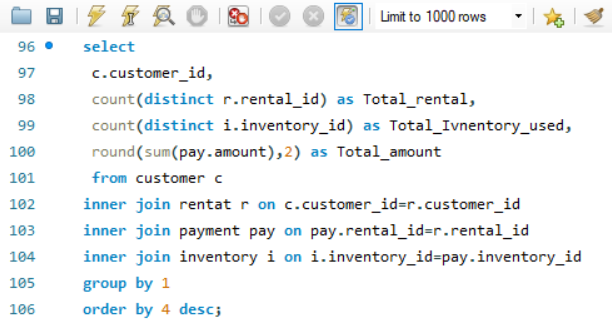 Limit to 1000 rows
96 select
97 c.customer_id,
98 count(distinct r.rental_id) as Total_rental,
99 count(distinct i.inventory_id) as Total_Ivnentory_used,
100 round(sum(pay.amount),2) as Total_amount
101 from customer c
102 inner join rentat r on c.customer_id=r.customer_id
103 inner join payment pay on pay.rental_id=r.rental_id
104 inner join inventory i on i.inventory_id=pay.inventory_id
105 group by 1
106 order by 4 desc;